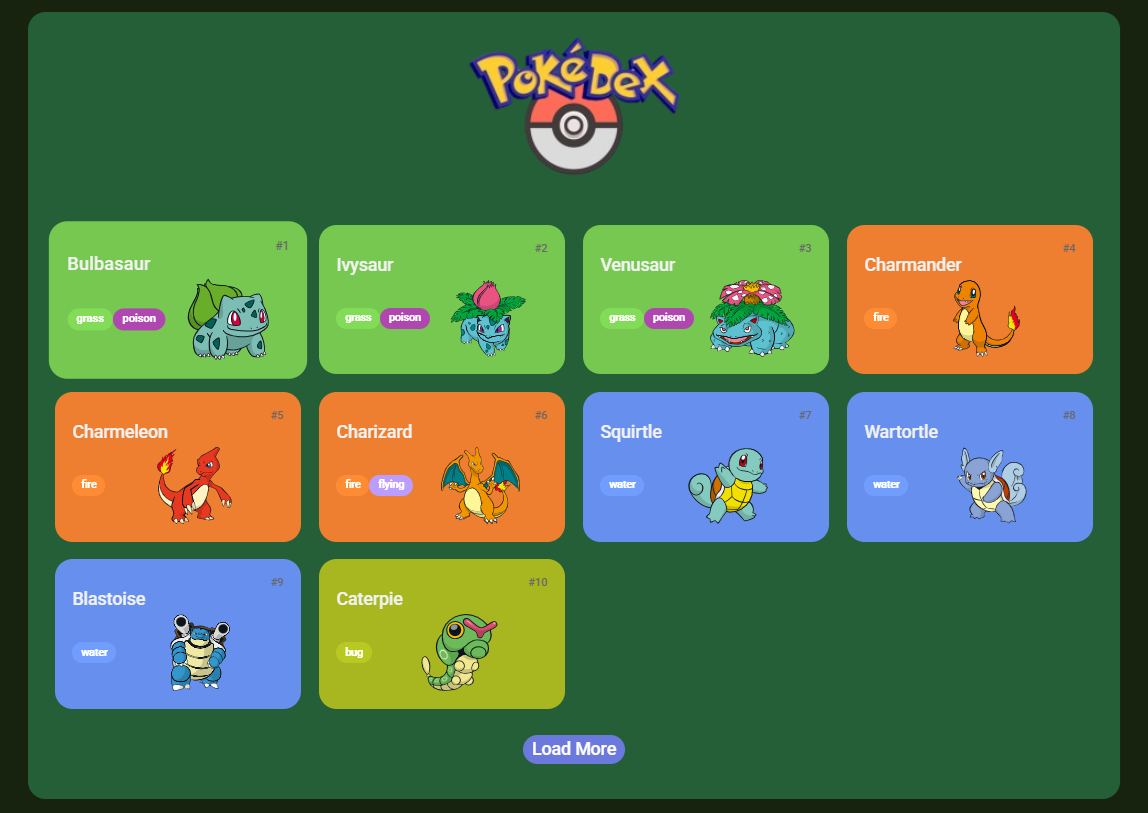 PoKéDeX
#1
Bulbasaur
grass poison
#2
Ivysaur
grass poison
#3
Venusaur
grass poison
#4
Charmander
fire
#5
Charmeleon
fire
#6
Charizard
fire flying
#7
Squirtle
water
#8
Wartortle
water
#9
Blastoise
water
#10
Caterpie
bug
Load More